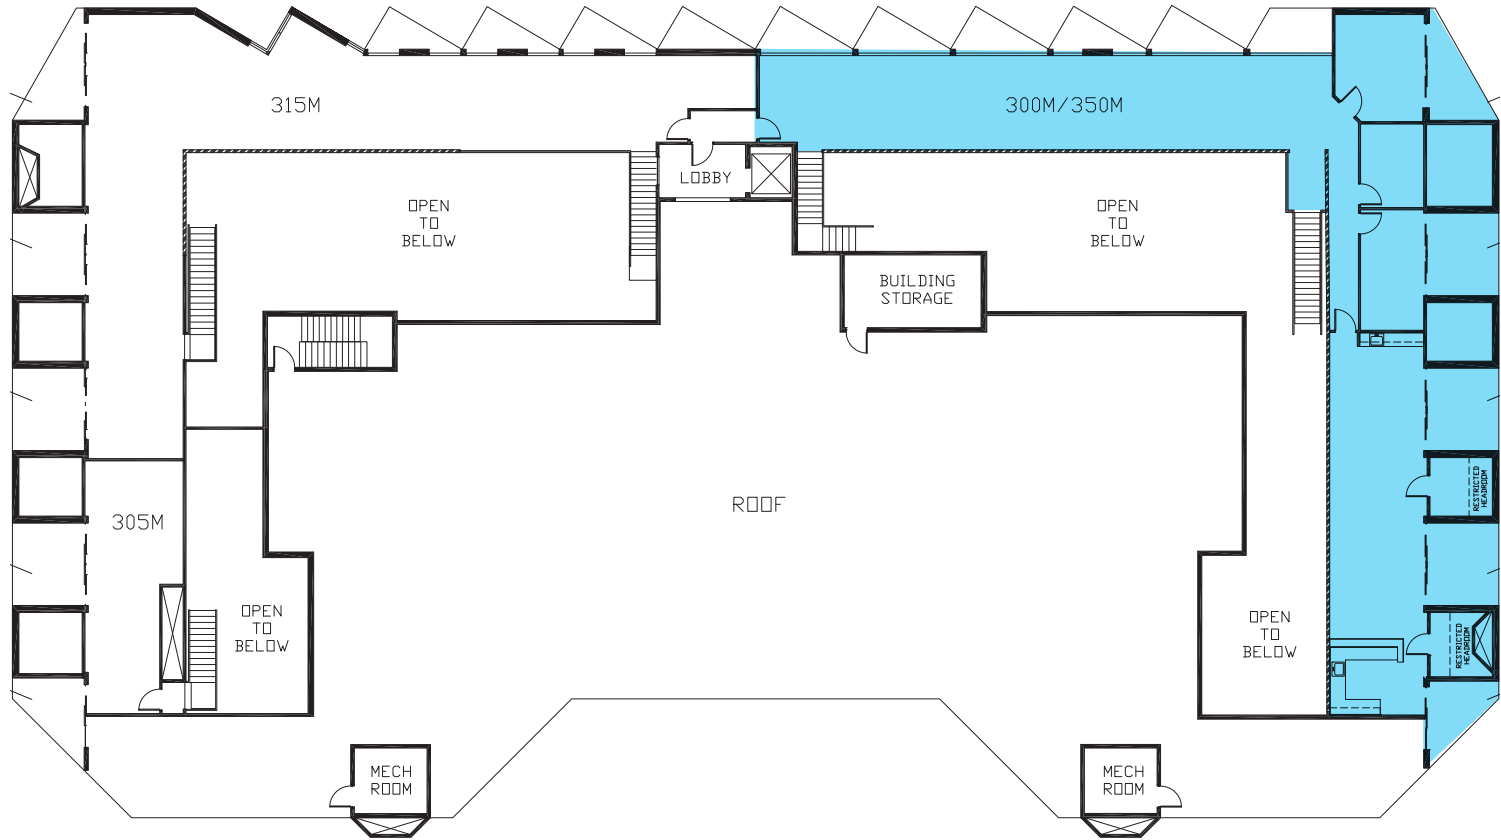 315M
300M/350M
LOBBY
OPEN
TO
BELOW
OPEN
TO
BELOW
BUILDING
STORAGE
RESTRICTED
HEADROOM
ROOF
305M
OPEN
TO
BELOW
OPEN
TO
BELOW
RESTRICTED
HEADROOM
MECH
ROOM
MECH
ROOM